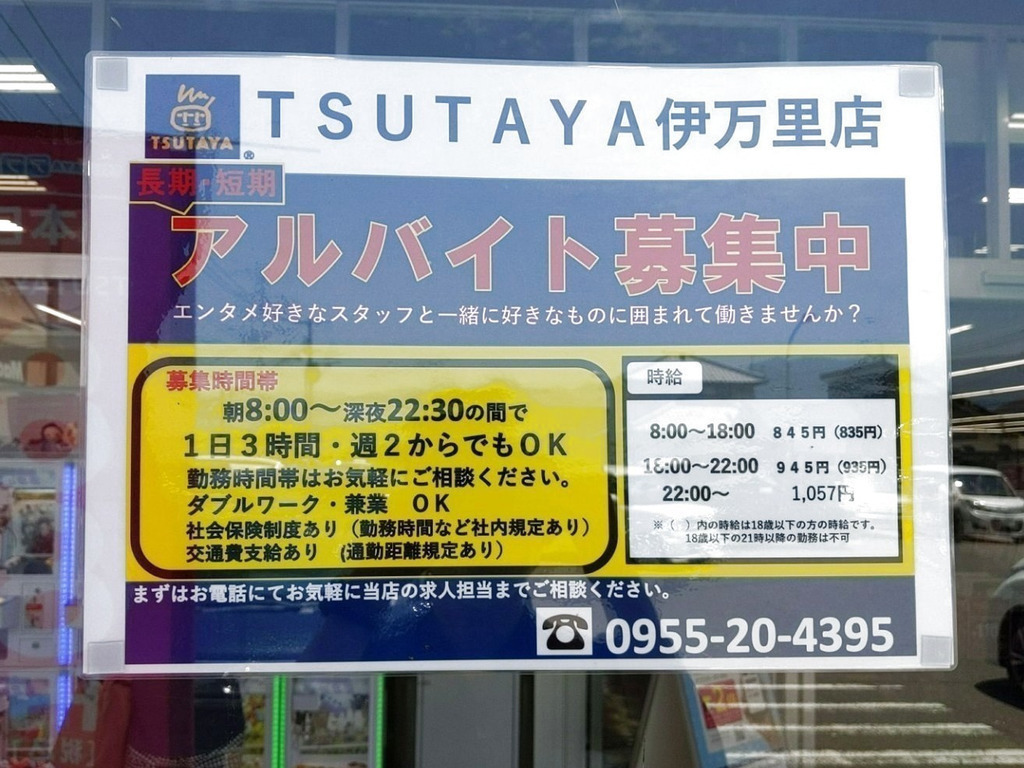 TSUTAYA
®
TSUTAYA伊万里店
長期・短期
アルバイト募集中
エンタメ好きなスタッフと一緒に好きなものに囲まれて働きませんか？
募集時間帯
朝8:00～深夜22:30の間で
１日３時間・週２からでもＯＫ
勤務時間帯はお気軽にご相談ください。
ダブルワーク・兼業　ＯＫ
社会保険制度あり（勤務時間など社内規定あり）
交通費支給あり　(通勤距離規定あり）
時給
8:00～18:00　８４５円（835円）
18:00～22:00　９４５円（935円）
22:00～　1,057円
※（　）内の時給は18歳以下の方の時給です。
18歳以下の21時以降の勤務は不可
まずはお電話にてお気軽に当店の求人担当までご相談ください。
0955-20-4395